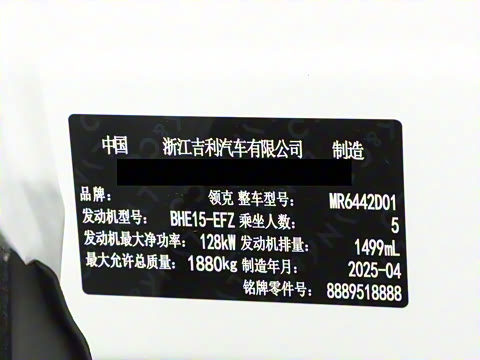 中国 浙江吉利汽车有限公司 制造
品牌： 领克 整车型号： MR6442D01
发动机型号： BHE15-EFZ 乘坐人数： 5
发动机最大净功率： 128kW 发动机排量： 1499mL
最大允许总质量： 1880kg 制造年月： 2025-04
铭牌零件号： 8889518888